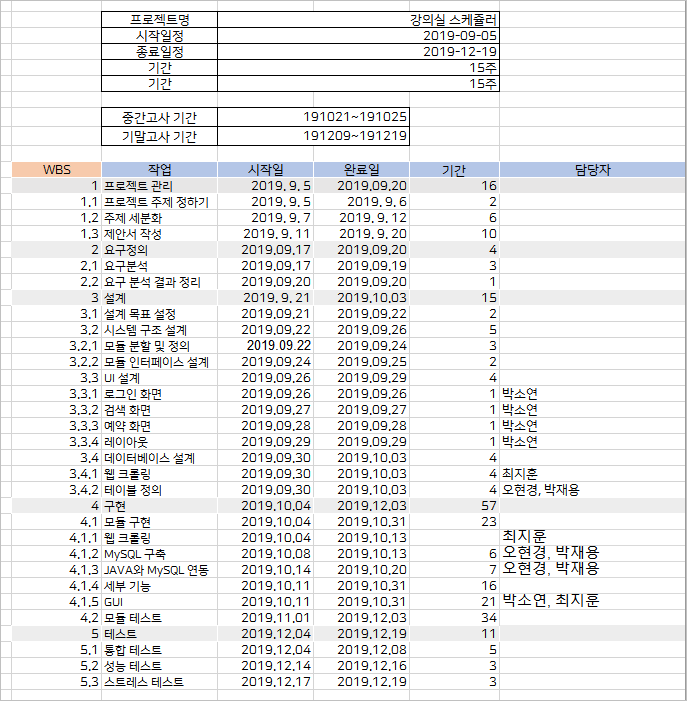 프로젝트명 강의실 스케쥴러
시작일정 2019-09-05
종료일정 2019-12-19
기간 15주
기간 15주
중간고사 기간 191021~191025
기말고사 기간 191209~191219
WBS 작업 시작일 완료일 기간 담당자
1 프로젝트 관리 2019. 9. 5 2019.09.20 16
1.1 프로젝트 주제 정하기 2019. 9. 5 2019. 9. 6 2
1.2 주제 세분화 2019. 9. 7 2019. 9.12 6
1.3 제안서 작성 2019. 9. 11 2019. 9.20 10
2 요구정의 2019.09.17 2019.09.20 4
2.1 요구분석 2019.09.17 2019.09.19 3
2.2 요구 분석 결과 정리 2019.09.20 2019.09.20 1
3 설계 2019. 9. 21 2019.10.03 15
3.1 설계 목표 설정 2019.09.21 2019.09.22 2
3.2 시스템 구조 설계 2019.09.22 2019.09.26 5
3.2.1 모듈 분할 및 정의 2019.09.22 2019.09.24 3
3.2.2 모듈 인터페이스 설계 2019.09.24 2019.09.25 2
3.3 UI 설계 2019.09.26 2019.09.29 4
3.3.1 로그인 화면 2019.09.26 2019.09.26 1 박소연
3.3.2 검색 화면 2019.09.27 2019.09.27 1 박소연
3.3.3 예약 화면 2019.09.28 2019.09.28 1 박소연
3.3.4 레이아웃 2019.09.29 2019.09.29 1 박소연
3.4 데이터베이스 설계 2019.09.30 2019.10.03 4
3.4.1 웹 크롤링 2019.09.30 2019.10.03 4 최지훈
3.4.2 테이블 정의 2019.09.30 2019.10.03 4 오현경, 박재용
4 구현 2019.10.04 2019.12.03 57
4.1 모듈 구현 2019.10.04 2019.10.31 23
4.1.1 웹 크롤링 2019.10.04 2019.10.13 최지훈
4.1.2 MySQL 구축 2019.10.08 2019.10.13 6 오현경, 박재용
4.1.3 JAVA와 MySQL 연동 2019.10.14 2019.10.20 7 오현경, 박재용
4.1.4 세부 기능 2019.10.11 2019.10.31 16
4.1.5 GUI 2019.10.11 2019.10.31 21 박소연, 최지훈
4.2 모듈 테스트 2019.11.01 2019.12.03 34
5 테스트 2019.12.04 2019.12.19 11
5.1 통합 테스트 2019.12.04 2019.12.08 5
5.2 성능 테스트 2019.12.14 2019.12.16 3
5.3 스트레스 테스트 2019.12.17 2019.12.19 3